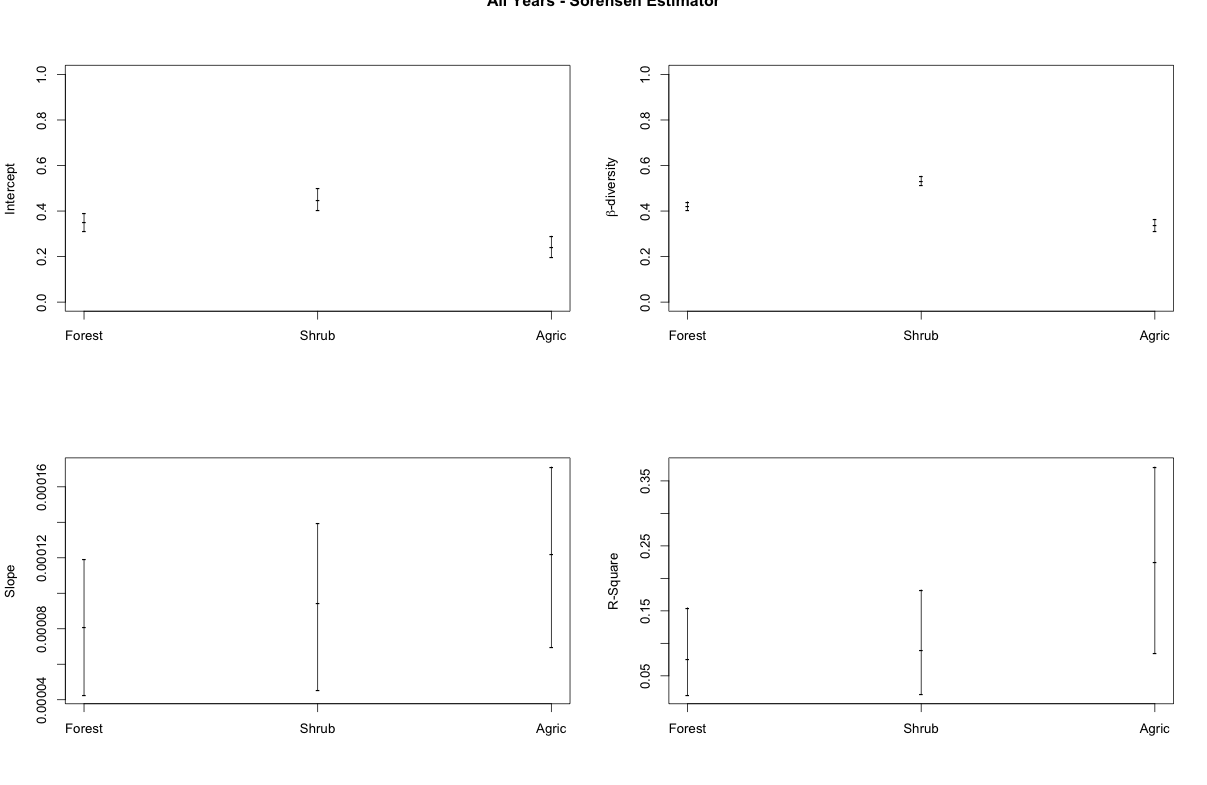 All Years - Sorensen Estimator
Intercept
0.0 0.2 0.4 0.6 0.8 1.0
Forest Shrub Agric
β-diversity
0.0 0.2 0.4 0.6 0.8 1.0
Forest Shrub Agric
Slope
0.00004 0.00008 0.00012 0.00016
Forest Shrub Agric
R-Square
0.05 0.15 0.25 0.35
Forest Shrub Agric